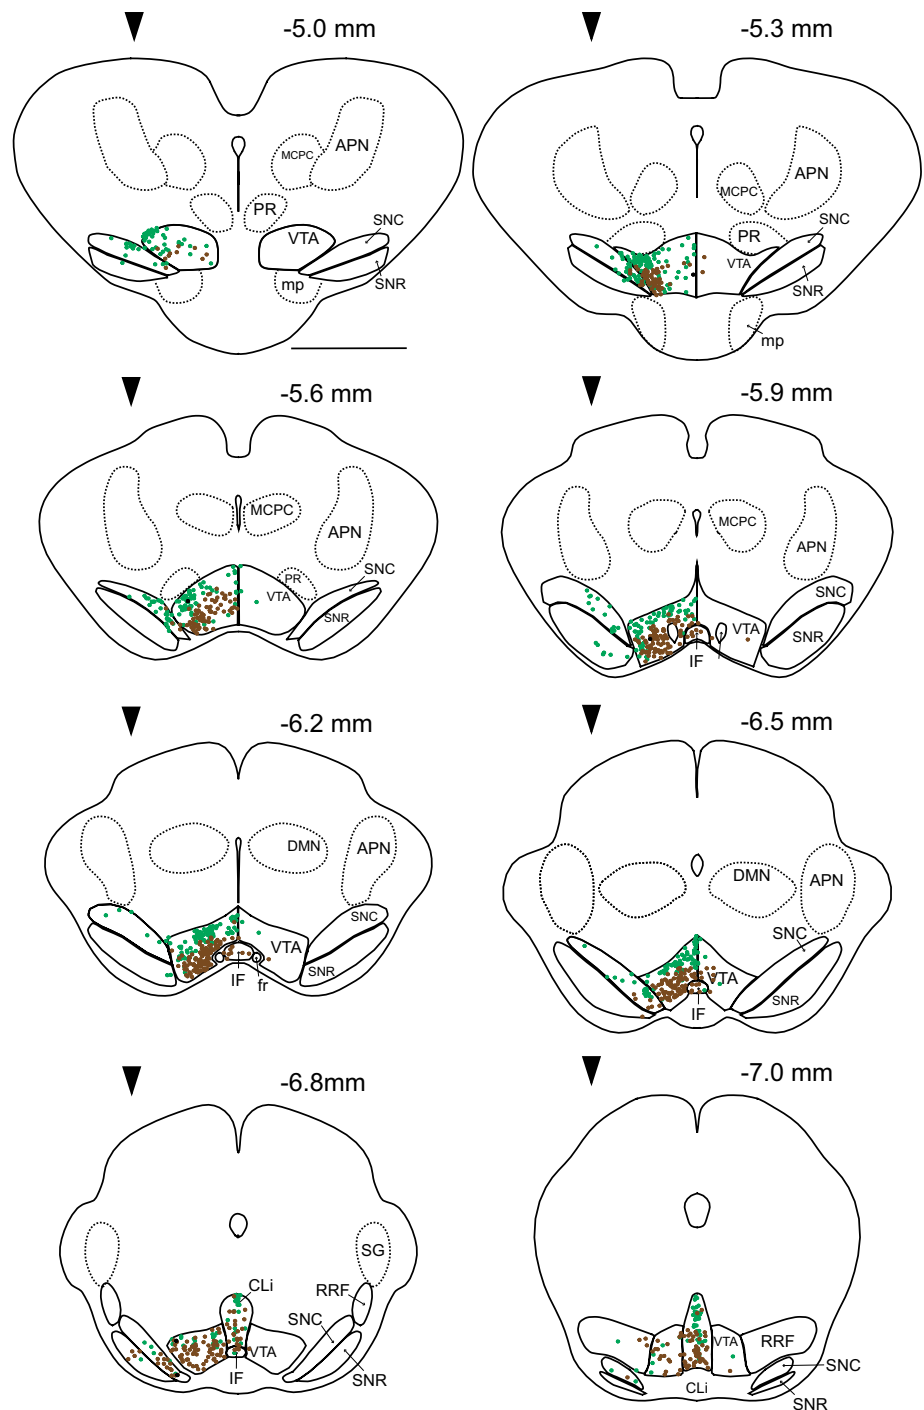 -5.0 mm
MCPC
APN
PR
SNC
VTA
SNR
mp
-5.3 mm
APN
MCPC
SNC
PR
VTA
SNR
mp
-5.6 mm
MCPC
APN
SNC
PR
VTA
SNR
-5.9 mm
MCPC
APN
SNC
VTA
SNR
IF
-6.2 mm
DMN
APN
SNC
VTA
SNR
IF
fr
-6.5 mm
DMN
APN
SNC
VTA
SNR
IF
-6.8mm
SG
CLi
RRF
SNC
VTA
IF
SNR
-7.0 mm
VTA
RRF
SNC
CLi
SNR